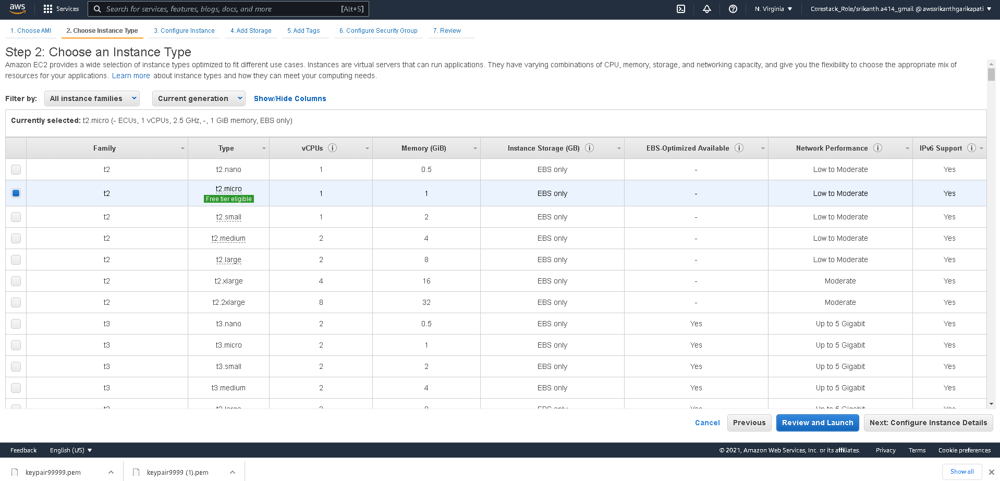 aws Services Search for services, features, blogs, docs, and more [Alt+S] N. Virginia Corestack_Role/srikanth.a414_gmail @ awssrikanthgarikapati
1. Choose AMI 2. Choose Instance Type 3. Configure Instance 4. Add Storage 5. Add Tags 6. Configure Security Group 7. Review
Step 2: Choose an Instance Type
Amazon EC2 provides a wide selection of instance types optimized to fit different use cases. Instances are virtual servers that can run applications. They have varying combinations of CPU, memory, storage, and networking capacity, and give you the flexibility to choose the appropriate mix of
resources for your applications. Learn more about instance types and how they can meet your computing needs.
Filter by: All instance families Current generation Show/Hide Columns
Currently selected: t2.micro (- ECUs, 1 vCPUs, 2.5 GHz, -, 1 GiB memory, EBS only)
Family Type vCPUs Memory (GiB) Instance Storage (GB) EBS-Optimized Available Network Performance IPv6 Support
t2 t2.nano 1 0.5 EBS only - Low to Moderate Yes
t2 t2.micro 1 1 EBS only - Low to Moderate Yes
Free tier eligible
t2 t2.small 1 2 EBS only - Low to Moderate Yes
t2 t2.medium 2 4 EBS only - Low to Moderate Yes
t2 t2.large 2 8 EBS only - Low to Moderate Yes
t2 t2.xlarge 4 16 EBS only - Moderate Yes
t2 t2.2xlarge 8 32 EBS only - Moderate Yes
t3 t3.nano 2 0.5 EBS only Yes Up to 5 Gigabit Yes
t3 t3.micro 2 1 EBS only Yes Up to 5 Gigabit Yes
t3 t3.small 2 2 EBS only Yes Up to 5 Gigabit Yes
t3 t3.medium 2 4 EBS only Yes Up to 5 Gigabit Yes
Cancel Previous Review and Launch Next: Configure Instance Details
Feedback English (US) © 2021, Amazon Web Services, Inc. or its affiliates. Privacy Terms Cookie preferences
keypair99999.pem keypair9999 (1).pem Show all